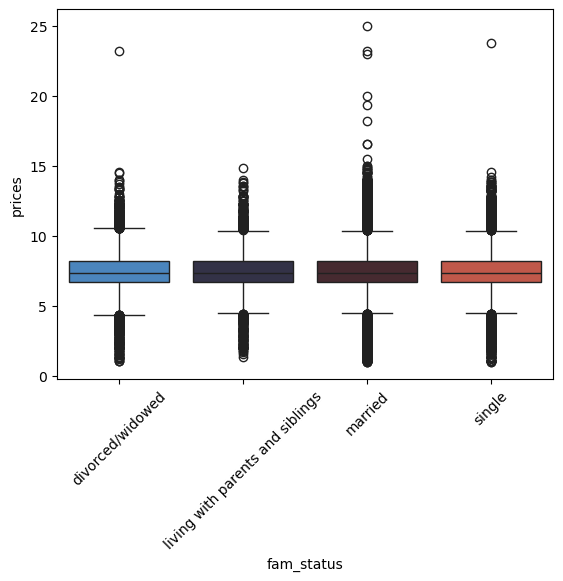 25
20
15
10
5
0
prices
divorced/widowed
living with parents and siblings
married
single
fam_status